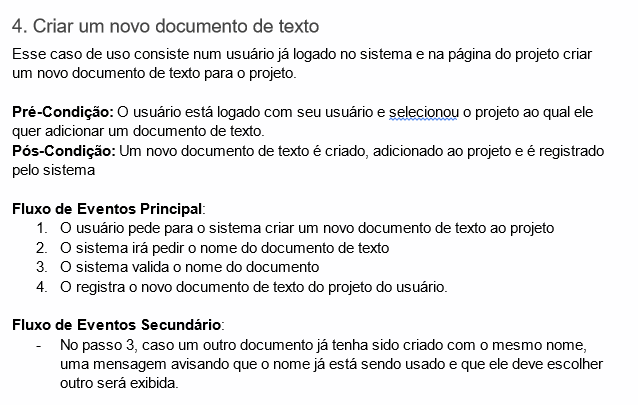 4. Criar um novo documento de texto
Esse caso de uso consiste num usuário já logado no sistema e na página do projeto criar
um novo documento de texto para o projeto.
Pré-Condição: O usuário está logado com seu usuário e selecionou o projeto ao qual ele
quer adicionar um documento de texto.
Pós-Condição: Um novo documento de texto é criado, adicionado ao projeto e é registrado
pelo sistema
Fluxo de Eventos Principal:
1. O usuário pede para o sistema criar um novo documento de texto ao projeto
2. O sistema irá pedir o nome do documento de texto
3. O sistema valida o nome do documento
4. O registra o novo documento de texto do projeto do usuário.
Fluxo de Eventos Secundário:
- No passo 3, caso um outro documento já tenha sido criado com o mesmo nome,
uma mensagem avisando que o nome já está sendo usado e que ele deve escolher
outro será exibida.